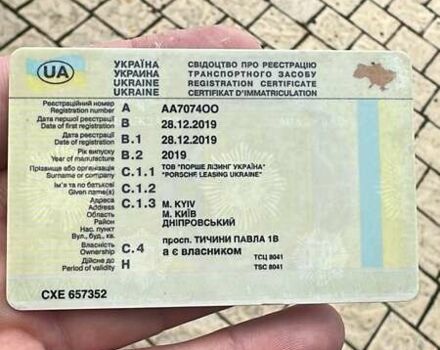 UA
УКРАЇНА
УКРАИНА
UKRAINE
СВІДОЦТВО ПРО РЕЄСТРАЦІЮ
ТРАНСПОРТНОГО ЗАСОБУ
REGISTRATION CERTIFICATE
CERTIFIKAT D'IMMATRICULATION
Реєстраційний номер
Registration number
A
AA7074OO
Дата першої реєстрації
Date of first registration
B
28.12.2019
Дата реєстрації
Date of registration
B.1
28.12.2019
Рік випуску
Year of manufacture
B.2
2019
Прізвище або організація
Surname or company
C.1.1
ТОВ "ПОРШЕ ЛІЗИНГ УКРАЇНА"
"PORSCHE LEASING UKRAINE"
Ім'я та по батькові
Given name(s)
C.1.2
Адреса
Address
C.1.3
M. KYIV
Область
М. КИЇВ
Район
ДНІПРОВСЬКИЙ
Нас. пункт
Вул., буд., кв.
просп. ТИЧИНИ ПАВЛА 1В
Власність
Ownership
C.4
а є власником
Дійсне до
Period of validity
H
ТСЦ 8041
TSC 8041
CXE 657352